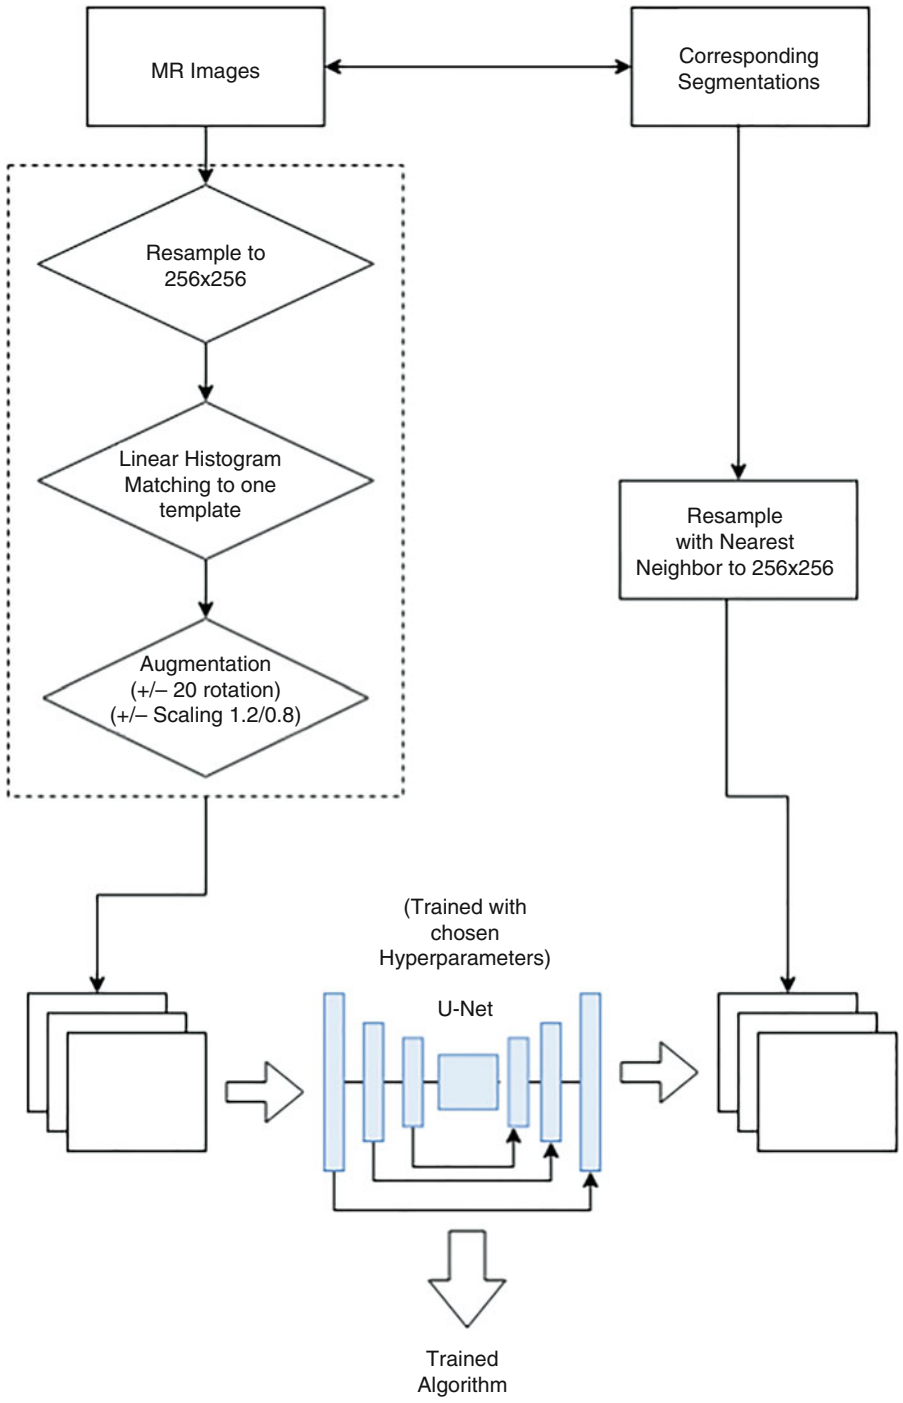 MR Images
Corresponding
Segmentations
Resample to
256x256
Linear Histogram
Matching to one
template
Resample
with Nearest
Neighbor to 256x256
Augmentation
(+/– 20 rotation)
(+/– Scaling 1.2/0.8)
(Trained with
chosen
Hyperparameters)
U-Net
Trained
Algorithm